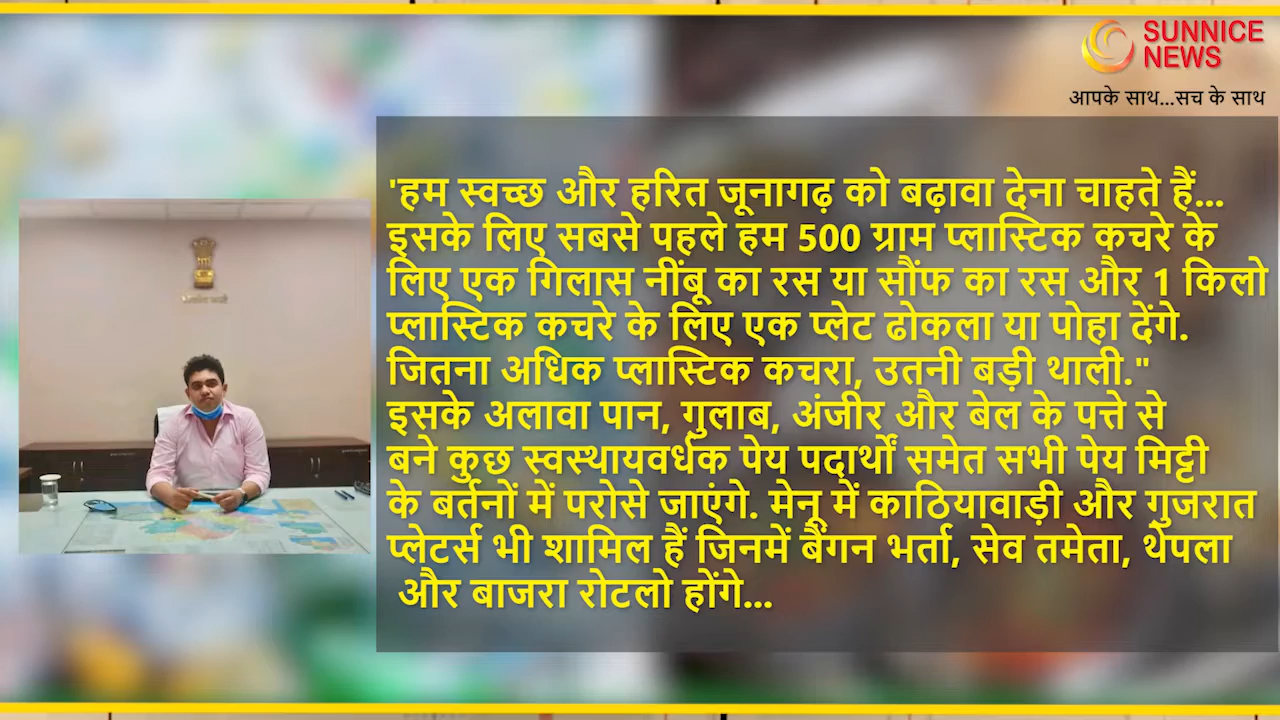 SUNNICE
NEWS
आपके साथ...सच के साथ
'हम स्वच्छ और हरित जूनागढ़ को बढ़ावा देना चाहते हैं...
इसके लिए सबसे पहले हम 500 ग्राम प्लास्टिक कचरे के
लिए एक गिलास नींबू का रस या सौंफ का रस और 1 किलो
प्लास्टिक कचरे के लिए एक प्लेट ढोकला या पोहा देंगे.
जितना अधिक प्लास्टिक कचरा, उतनी बड़ी थाली."
इसके अलावा पान, गुलाब, अंजीर और बेल के पत्ते से
बने कुछ स्वस्थायवर्धक पेय पदार्थों समेत सभी पेय मिट्टी
के बर्तनों में परोसे जाएंगे. मेनू में काठियावाड़ी और गुजरात
प्लेटर्स भी शामिल हैं जिनमें बैंगन भर्ता, सेव तमेता, थेपला
और बाजरा रोटलो होंगे...